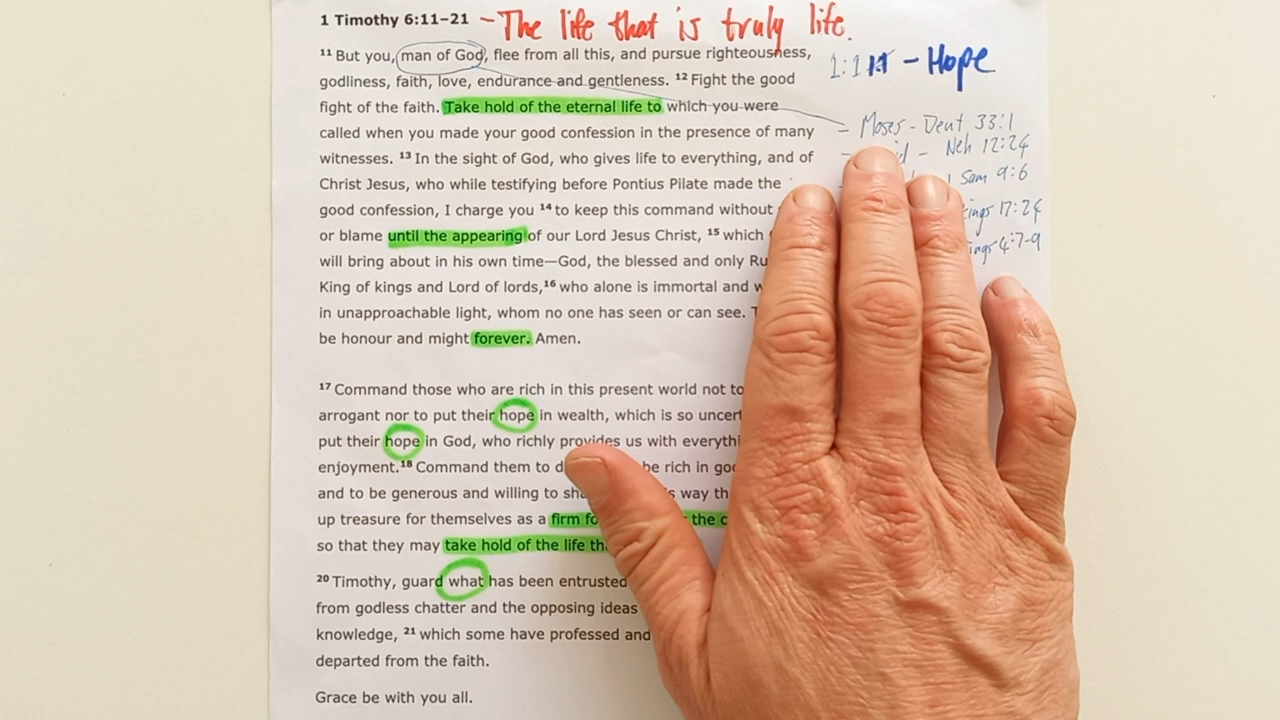 1 Timothy 6:11–21 – The life that is truly life.
11 But you, man of God, flee from all this, and pursue righteousness,
godliness, faith, love, endurance and gentleness. 12 Fight the good
fight of the faith. Take hold of the eternal life to which you were
called when you made your good confession in the presence of many
witnesses. 13 In the sight of God, who gives life to everything, and of
Christ Jesus, who while testifying before Pontius Pilate made the
good confession, I charge you 14 to keep this command without
or blame until the appearing of our Lord Jesus Christ, 15 which
will bring about in his own time—God, the blessed and only
King of kings and Lord of lords,16 who alone is immortal and
in unapproachable light, whom no one has seen or can see.
be honour and might forever. Amen.
17 Command those who are rich in this present world not to
arrogant nor to put their hope in wealth, which is so
put their hope in God, who richly provides us with
enjoyment.18 Command them to be rich in
and to be generous and willing to way
up treasure for themselves as a firm the
so that they may take hold of the life
20 Timothy, guard what has been entrusted
from godless chatter and the opposing ideas
knowledge, 21 which some have professed and
departed from the faith.
Grace be with you all.
– Hope
– Moses - Deut 33:1
– Neh 12:24
Sam 9:6
17:24
4:7-9